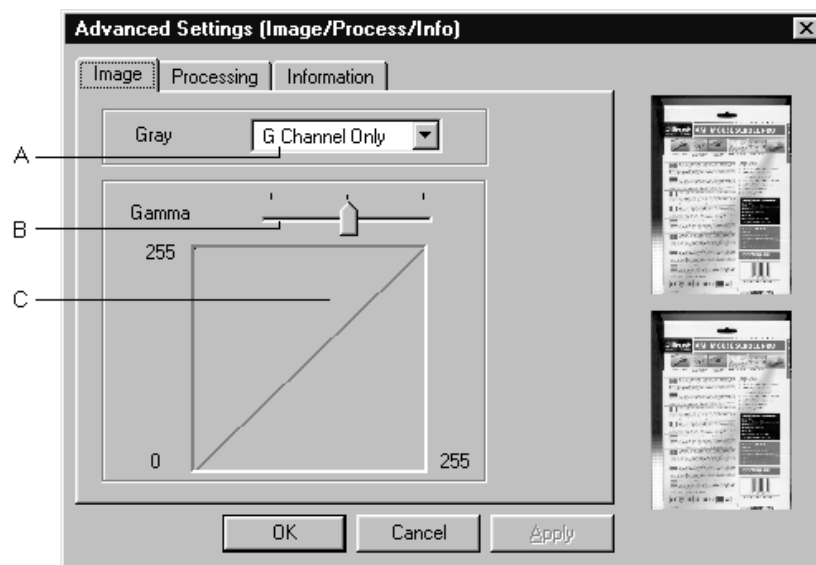 Advanced Settings (Image/Process/Info)
Image Processing Information
A
Gray G Channel Only
B
Gamma
255
C
0 255
OK Cancel Apply